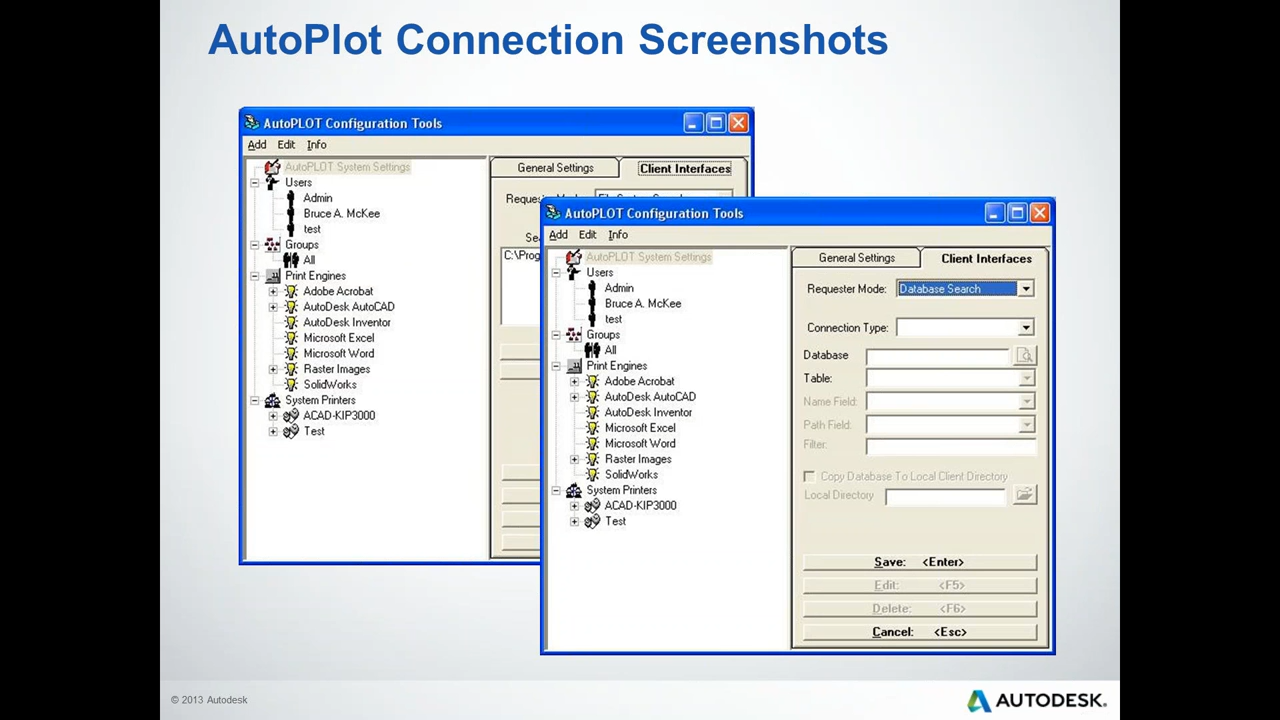 AutoPlot Connection Screenshots
AutoPLOT Configuration Tools
Add Edit Info
AutoPLOT System Settings
Users
Admin
Bruce A. McKee
test
Groups
All
Print Engines
Adobe Acrobat
AutoDesk AutoCAD
AutoDesk Inventor
Microsoft Excel
Microsoft Word
Raster Images
SolidWorks
System Printers
ACAD-KIP3000
Test
General Settings
Client Interfaces
C:\Prog
AutoPLOT Configuration Tools
Add Edit Info
AutoPLOT System Settings
Users
Admin
Bruce A. McKee
test
Groups
All
Print Engines
Adobe Acrobat
AutoDesk AutoCAD
AutoDesk Inventor
Microsoft Excel
Microsoft Word
Raster Images
SolidWorks
System Printers
ACAD-KIP3000
Test
General Settings
Client Interfaces
Requester Mode: Database Search
Connection Type:
Database
Table:
Name Field:
Path Field:
Filter:
Copy Database To Local Client Directory
Local Directory
Save: <Enter>
Edit: <F5>
Delete: <F6>
Cancel: <Esc>
© 2013 Autodesk
AUTODESK.